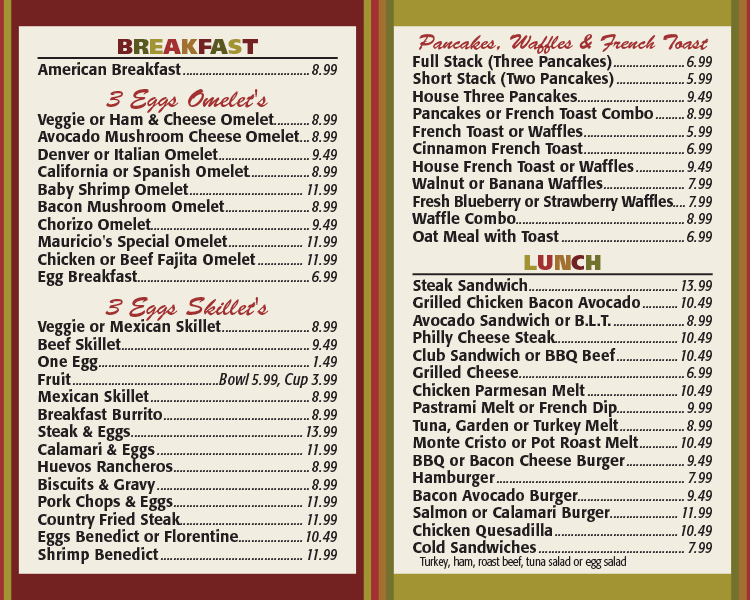 BREAKFAST
American Breakfast 8.99
3 Eggs Omelet's
Veggie or Ham & Cheese Omelet 8.99
Avocado Mushroom Cheese Omelet 8.99
Denver or Italian Omelet 9.49
California or Spanish Omelet 8.99
Baby Shrimp Omelet 11.99
Bacon Mushroom Omelet 8.99
Chorizo Omelet 9.49
Mauricio's Special Omelet 11.99
Chicken or Beef Fajita Omelet 11.99
Egg Breakfast 6.99
3 Eggs Skillet's
Veggie or Mexican Skillet 8.99
Beef Skillet 9.49
One Egg 1.49
Fruit Bowl 5.99, Cup 3.99
Mexican Skillet 8.99
Breakfast Burrito 8.99
Steak & Eggs 13.99
Calamari & Eggs 11.99
Huevos Rancheros 8.99
Biscuits & Gravy 8.99
Pork Chops & Eggs 11.99
Country Fried Steak 11.99
Eggs Benedict or Florentine 10.49
Shrimp Benedict 11.99
Pancakes, Waffles & French Toast
Full Stack (Three Pancakes) 6.99
Short Stack (Two Pancakes) 5.99
House Three Pancakes 9.49
Pancakes or French Toast Combo 8.99
French Toast or Waffles 5.99
Cinnamon French Toast 6.99
House French Toast or Waffles 9.49
Walnut or Banana Waffles 7.99
Fresh Blueberry or Strawberry Waffles 7.99
Waffle Combo 8.99
Oat Meal with Toast 6.99
LUNCH
Steak Sandwich 13.99
Grilled Chicken Bacon Avocado 10.49
Avocado Sandwich or B.L.T. 8.99
Philly Cheese Steak 10.49
Club Sandwich or BBQ Beef 10.49
Grilled Cheese 6.99
Chicken Parmesan Melt 10.49
Pastrami Melt or French Dip 9.99
Tuna, Garden or Turkey Melt 8.99
Monte Cristo or Pot Roast Melt 10.49
BBQ or Bacon Cheese Burger 9.49
Hamburger 7.99
Bacon Avocado Burger 9.49
Salmon or Calamari Burger 11.99
Chicken Quesadilla 10.49
Cold Sandwiches 7.99
Turkey, ham, roast beef, tuna salad or egg salad